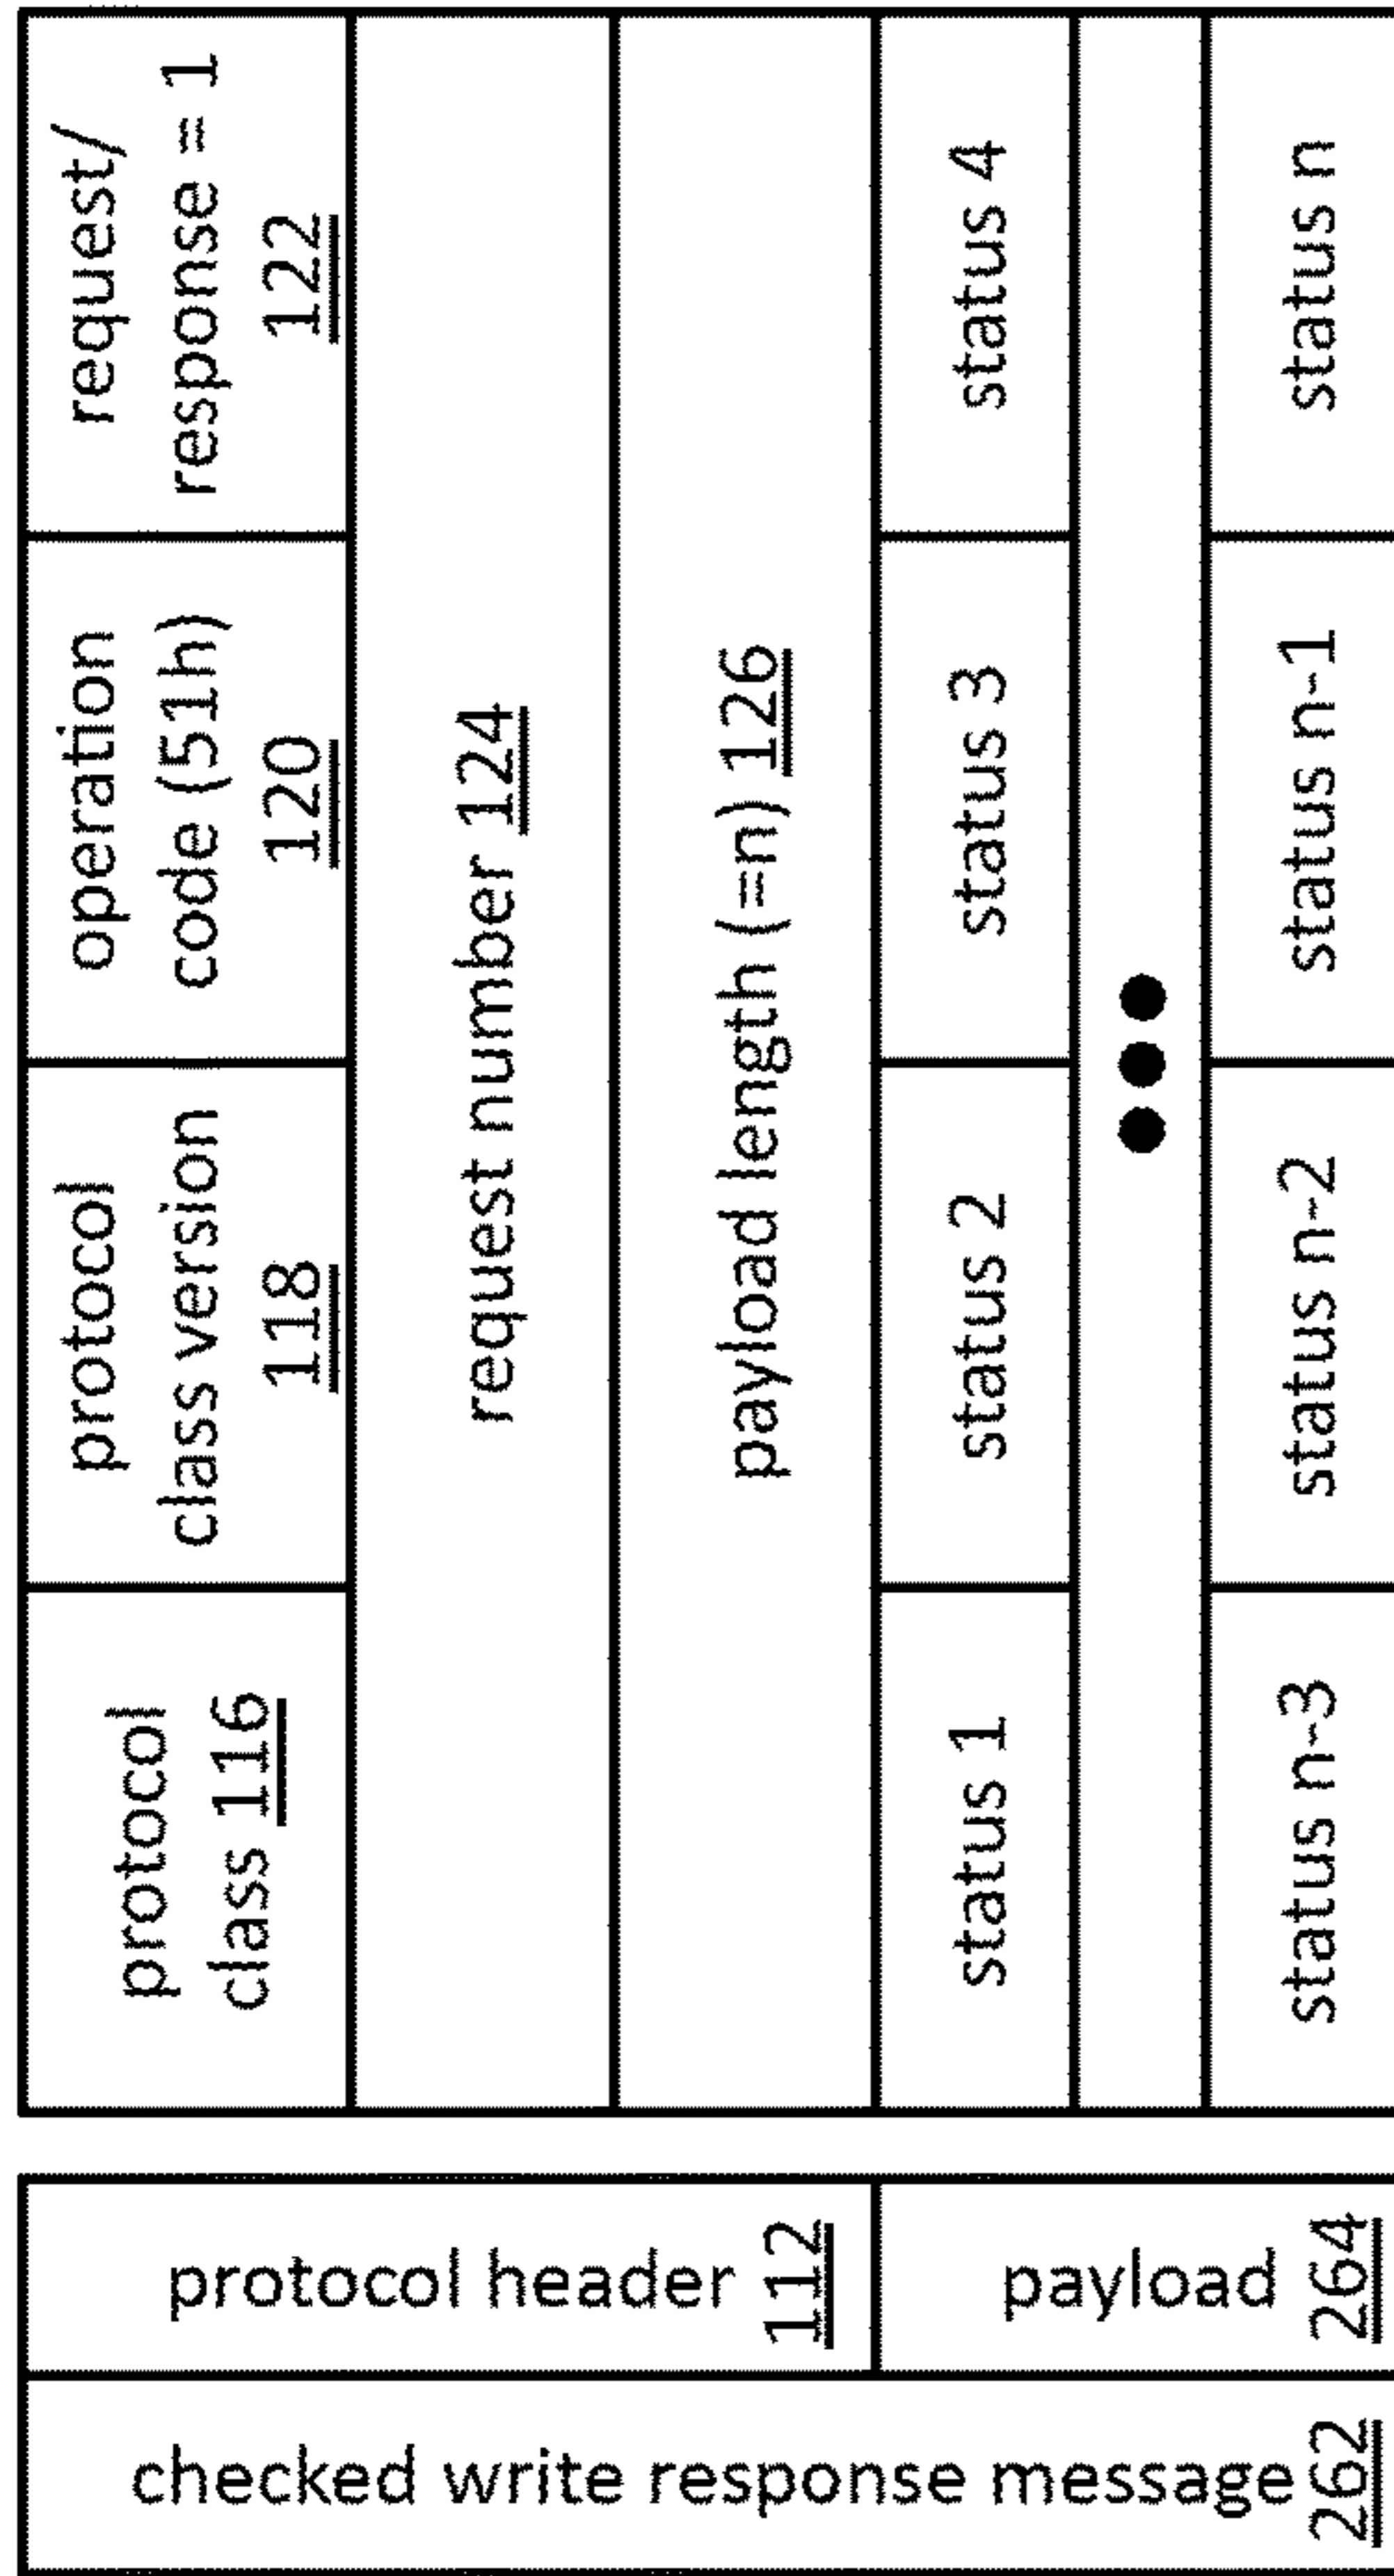 checked write response message 262
protocol header 112
payload 264
protocol
class 116
protocol
class version
118
operation
code (51h)
120
request/
response = 1
122
request number 124
payload length (=n) 126
status 1
status 2
status 3
status 4
status n-3
status n-2
status n-1
status n